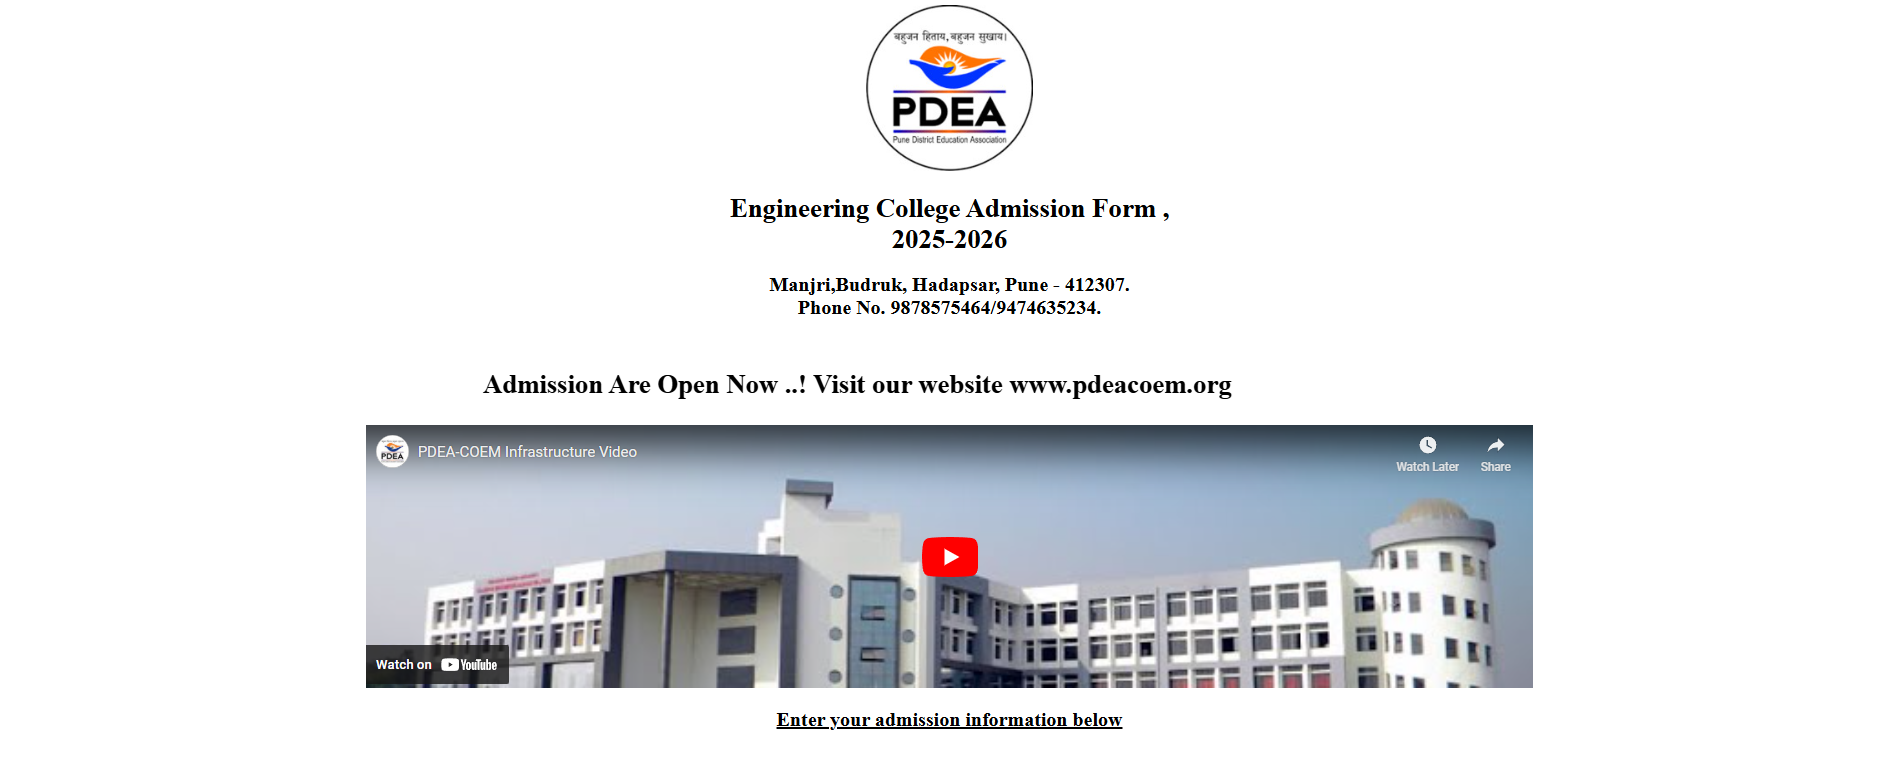 बहुजन हिताय, बहुजन सुखाय।
PDEA
Pune District Education Association
Engineering College Admission Form ,
2025-2026
Manjri,Budruk, Hadapsar, Pune - 412307.
Phone No. 9878575464/9474635234.
Admission Are Open Now ..! Visit our website www.pdeacoem.org
PDEA
PDEA-COEM Infrastructure Video
Watch Later
Share
Watch on YouTube
Enter your admission information below